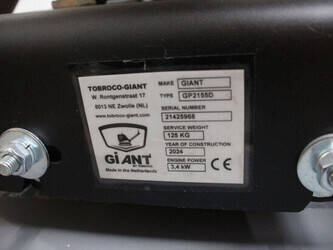 TOBROCO-GIANT
W. Rontgenstraat 17
8013 NE Zwolle (NL)
www.tobroco-giant.com
GiANT
BY TOBROCO
Made in the Netherlands
MAKE GIANT
TYPE GP2155D
SERIAL NUMBER
21425968
SERVICE WEIGHT
125 KG
YEAR OF CONSTRUCTION
2024
ENGINE POWER
3,4 kW
CE